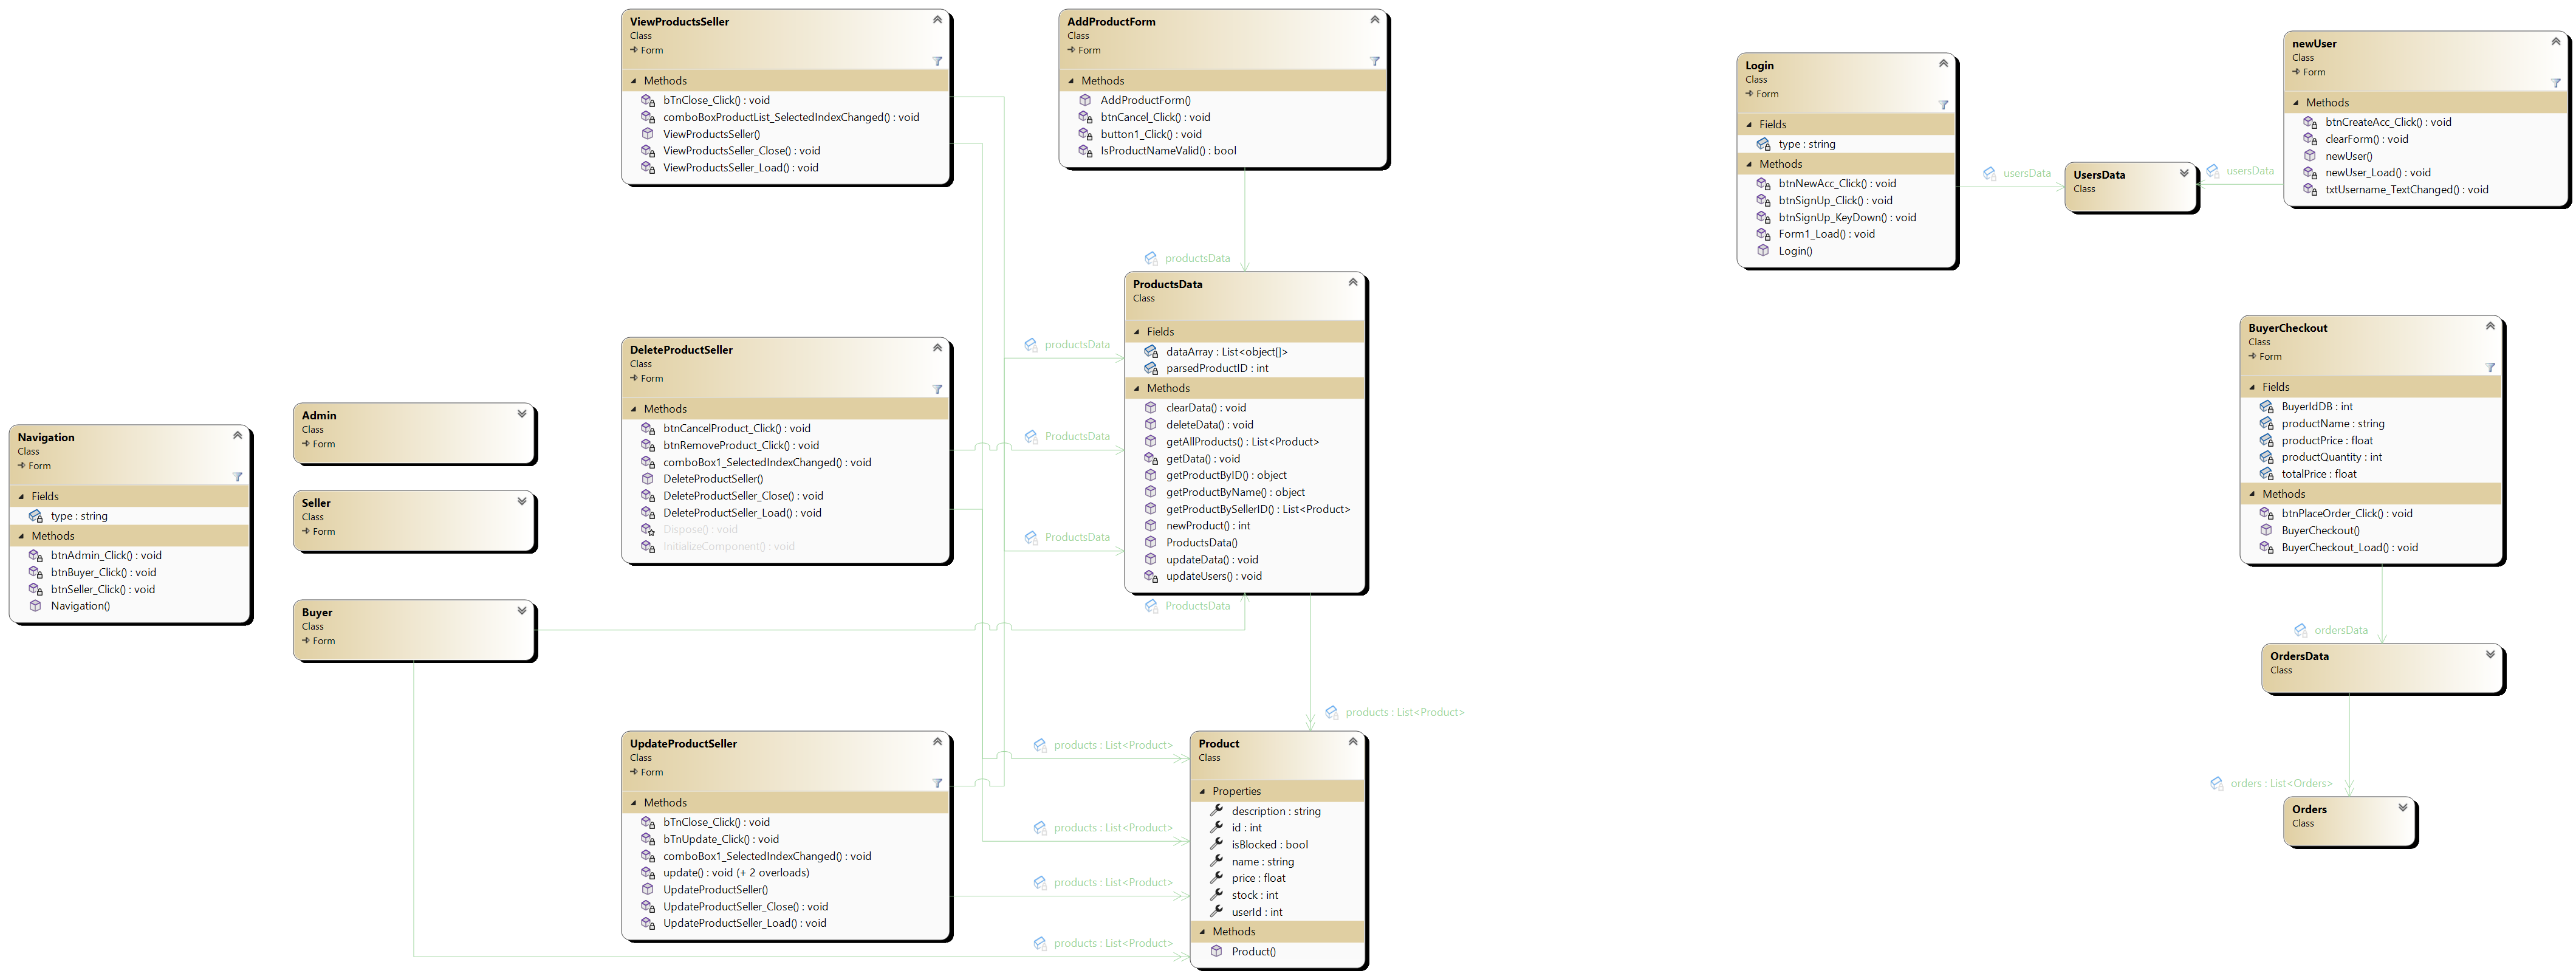 ViewProductsSeller
Class
Form
Methods
bTnClose_Click() : void
comboBoxProductList_SelectedIndexChanged() : void
ViewProductsSeller()
ViewProductsSeller_Close() : void
ViewProductsSeller_Load() : void
AddProductForm
Class
Form
Methods
AddProductForm()
btnCancel_Click() : void
button1_Click() : void
IsProductNameValid() : bool
Login
Class
Form
Fields
type : string
Methods
btnNewAcc_Click() : void
btnSignUp_Click() : void
btnSignUp_KeyDown() : void
Form1_Load() : void
Login()
usersData
UsersData
Class
usersData
newUser
Class
Form
Methods
btnCreateAcc_Click() : void
clearForm() : void
newUser()
newUser_Load() : void
txtUsername_TextChanged() : void
productsData
ProductsData
Class
Fields
dataArray : List<object[]>
parsedProductID : int
Methods
clearData() : void
deleteData() : void
getAllProducts() : List<Product>
getData() : void
getProductByID() : object
getProductByName() : object
getProductBySellerID() : List<Product>
newProduct() : int
ProductsData()
updateData() : void
updateUsers() : void
productsData
ProductsData
ProductsData
ProductsData
DeleteProductSeller
Class
Form
Methods
btnCancelProduct_Click() : void
btnRemoveProduct_Click() : void
comboBox1_SelectedIndexChanged() : void
DeleteProductSeller()
DeleteProductSeller_Close() : void
DeleteProductSeller_Load() : void
Dispose() : void
InitializeComponent() : void
Navigation
Class
Form
Fields
type : string
Methods
btnAdmin_Click() : void
btnBuyer_Click() : void
btnSeller_Click() : void
Navigation()
Admin
Class
Form
Seller
Class
Form
Buyer
Class
Form
BuyerCheckout
Class
Form
Fields
BuyerIdDB : int
productName : string
productPrice : float
productQuantity : int
totalPrice : float
Methods
btnPlaceOrder_Click() : void
BuyerCheckout()
BuyerCheckout_Load() : void
ordersData
OrdersData
Class
orders : List<Orders>
Orders
Class
UpdateProductSeller
Class
Form
Methods
bTnClose_Click() : void
bTnUpdate_Click() : void
comboBox1_SelectedIndexChanged() : void
update() : void (+ 2 overloads)
UpdateProductSeller()
UpdateProductSeller_Close() : void
UpdateProductSeller_Load() : void
products : List<Product>
products : List<Product>
products : List<Product>
products : List<Product>
products : List<Product>
Product
Class
Properties
description : string
id : int
isBlocked : bool
name : string
price : float
stock : int
userId : int
Methods
Product()